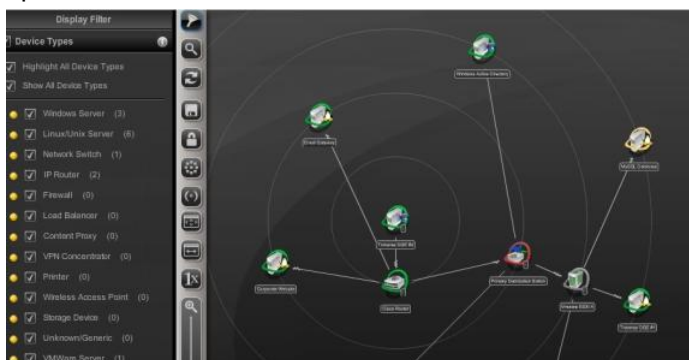 Display Filter
Device Types
Highlight All Device Types
Show All Device Types
Windows Server (3)
Linux/Unix Server (6)
Network Switch (1)
IP Router (2)
Firewall (0)
Load Balancer (0)
Content Proxy (0)
VPN Concentrator (0)
Printer (0)
Wireless Access Point (0)
Storage Device (0)
Unknown/Generic (0)
VMWare Server (1)
1x
Windows Active Directory
Email Gateway
MySQL Database
Corporate Website
Primary Distribution Switch